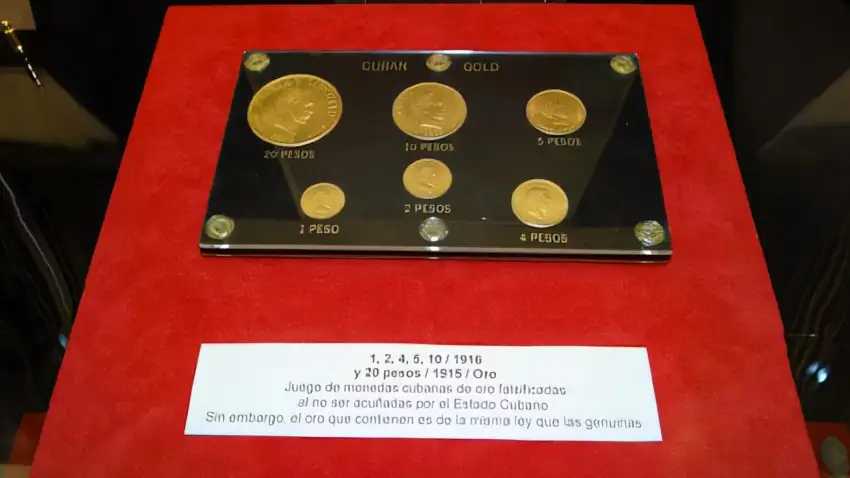 CUBAN GOLD
20 PESOS
10 PESOS
5 PESOS
1 PESO
2 PESOS
4 PESOS
1, 2, 4, 5, 10 / 1916
y 20 pesos / 1915 / Oro
Juego de monedas cubanas de oro falsificadas
al no ser acuñadas por el Estado Cubano
Sin embargo, el oro que contienen es de la misma ley que las genuinas